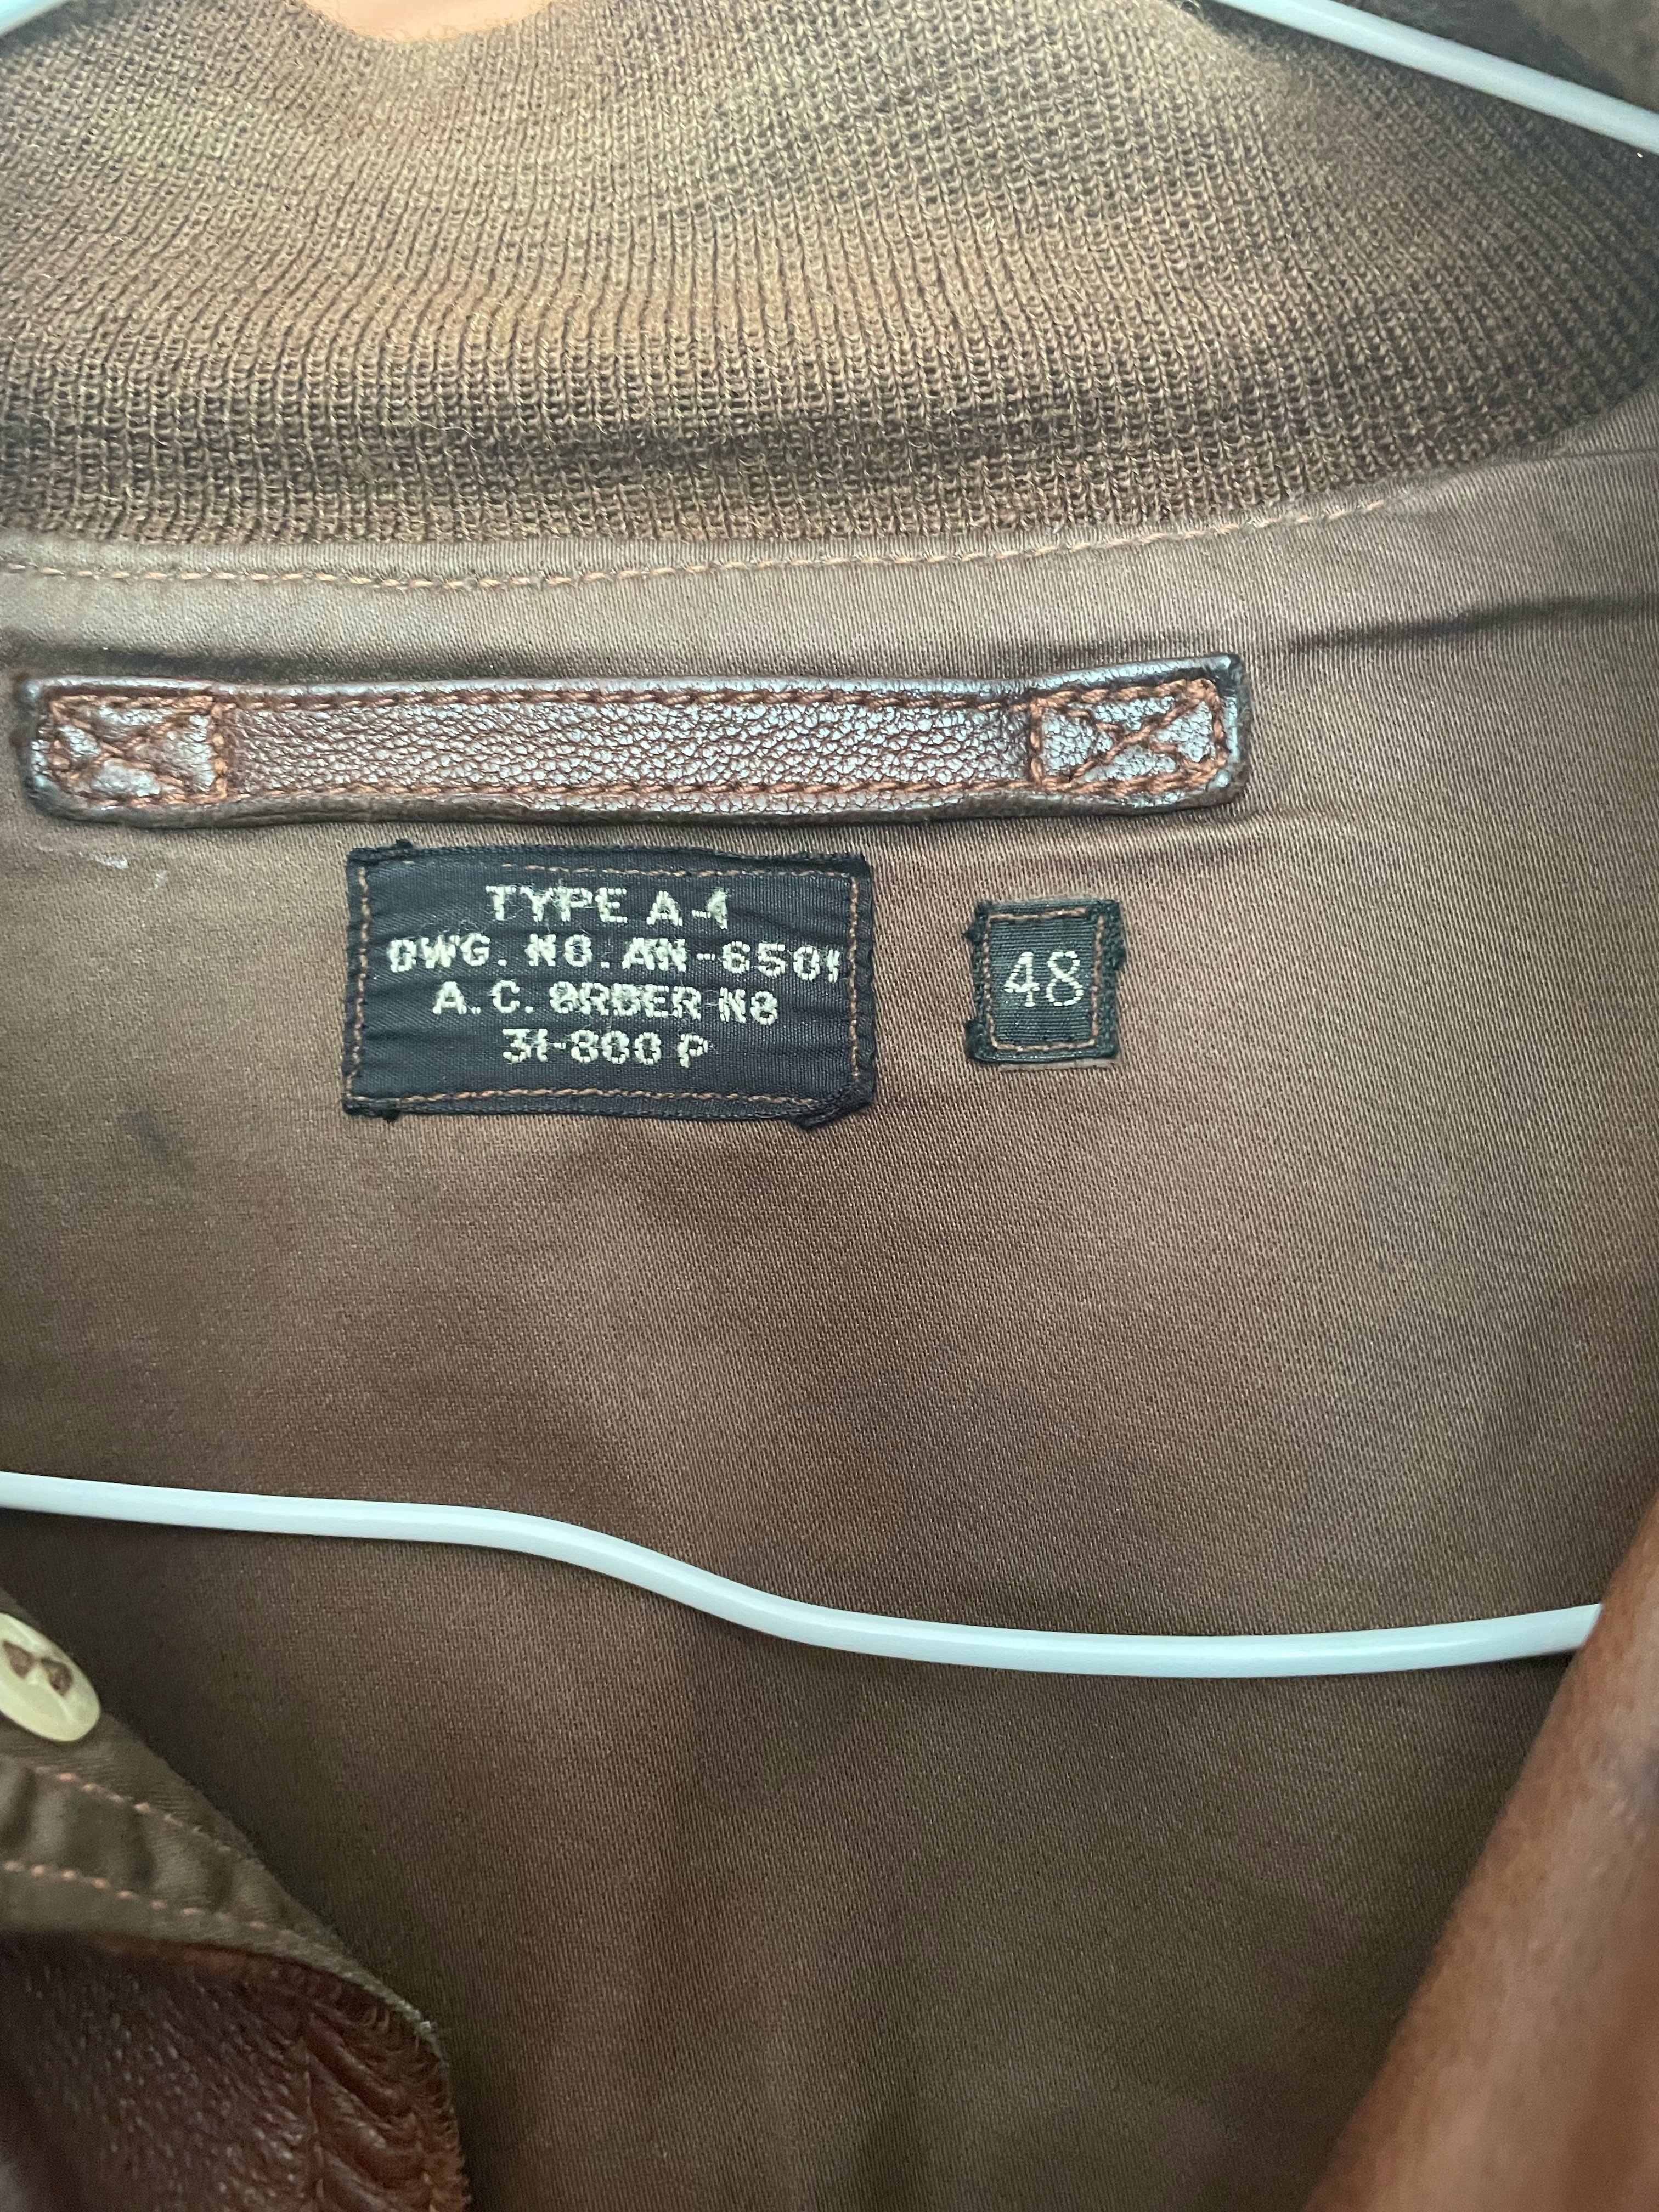 TYPE A-1
DWG. NO. AN-6501
A.C. ORDER NO
31-800 P
48